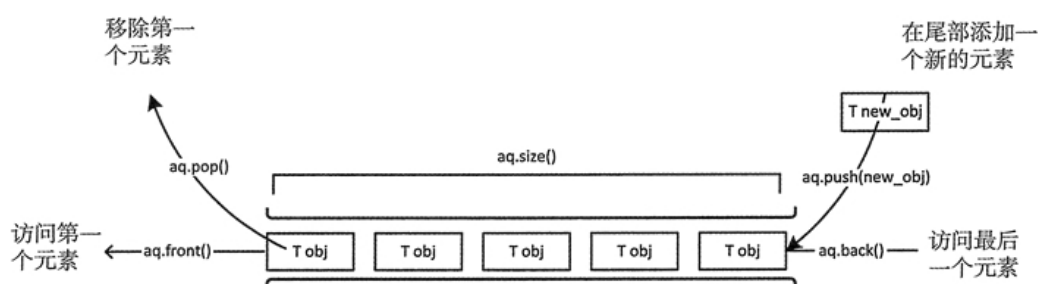 移除第一
个元素
在尾部添加一
个新的元素
T new_obj
aq.pop()
aq.size()
aq.push(new_obj)
访问第一
个元素
aq.front()
T obj
T obj
T obj
T obj
T obj
aq.back()
访问最后
一个元素